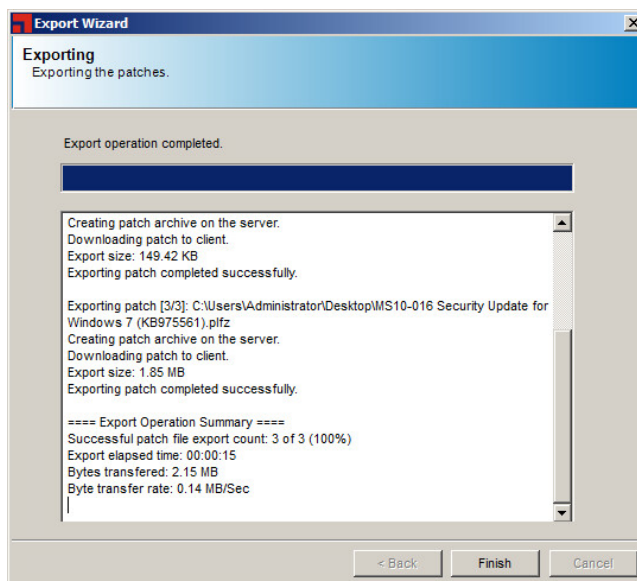 Export Wizard
Exporting
Exporting the patches.
Export operation completed.
Creating patch archive on the server.
Downloading patch to client.
Export size: 149.42 KB
Exporting patch completed successfully.
Exporting patch [3/3]: C:\Users\Administrator\Desktop\MS10-016 Security Update for
Windows 7 (KB975561).plfz
Creating patch archive on the server.
Downloading patch to client.
Export size: 1.85 MB
Exporting patch completed successfully.
==== Export Operation Summary ====
Successful patch file export count: 3 of 3 (100%)
Export elapsed time: 00:00:15
Bytes transfered: 2.15 MB
Byte transfer rate: 0.14 MB/Sec
< Back Finish Cancel